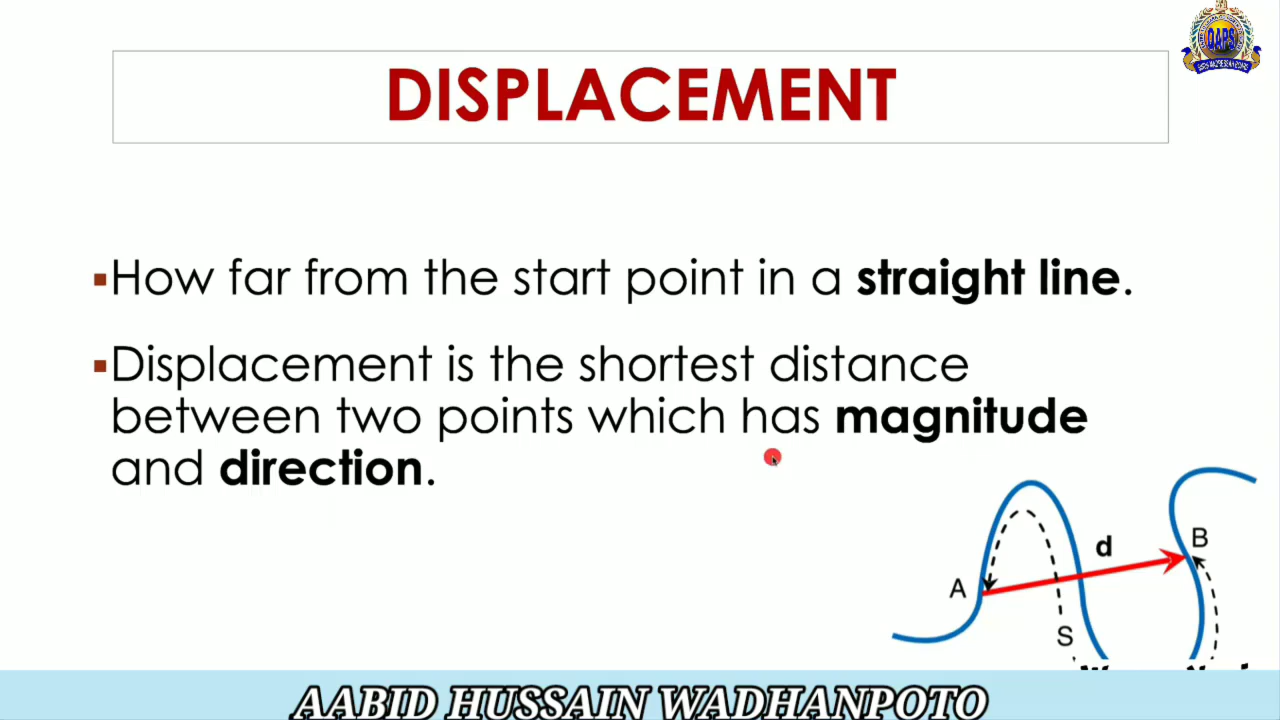 QAPS
DISPLACEMENT
▪How far from the start point in a straight line.
▪Displacement is the shortest distance
between two points which has magnitude
and direction.
d
B
A
S
AABID HUSSAIN WADHANPOTO